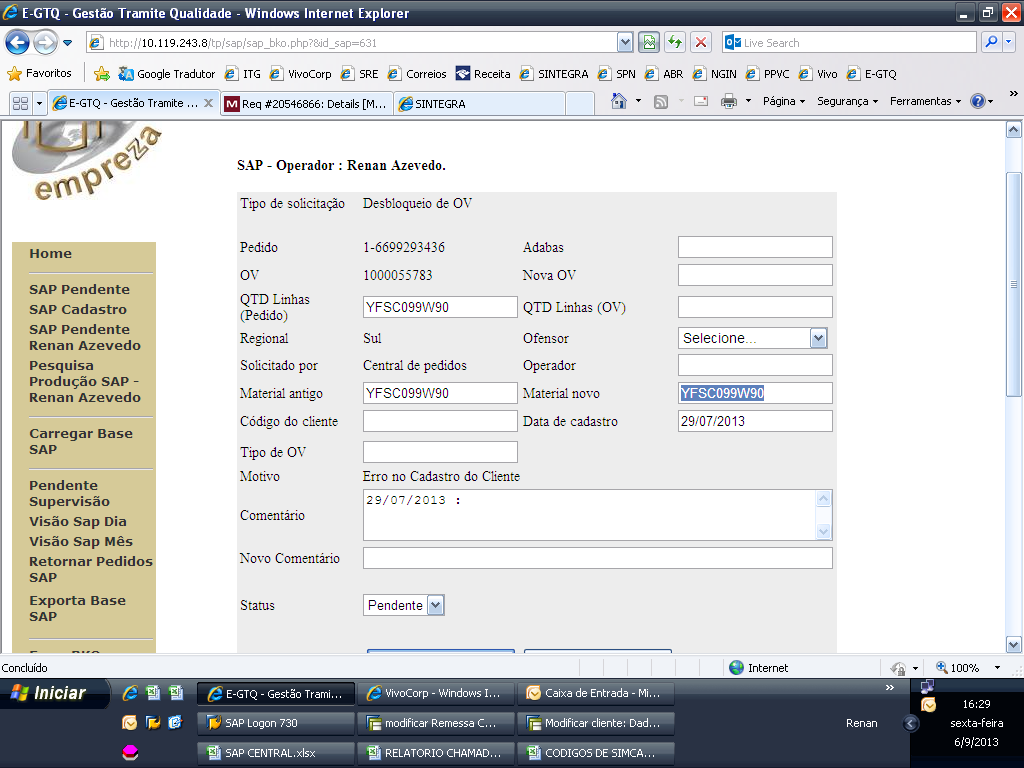 E-GTQ - Gestão Tramite Qualidade - Windows Internet Explorer
http://10.119.243.8/tp/sap/sap_bko.php?&id_sap=631
Live Search
Favoritos
Google Tradutor
ITG
VivoCorp
SRE
Correios
Receita
SINTEGRA
SPN
ABR
NGIN
PPVC
Vivo
E-GTQ
E-GTQ - Gestão Tramite ...
Req #20546866: Details [M...
SINTEGRA
Página
Segurança
Ferramentas
»
empreza
SAP - Operador : Renan Azevedo.
Home
SAP Pendente
SAP Cadastro
SAP Pendente
Renan Azevedo
Pesquisa
Produção SAP -
Renan Azevedo
Carregar Base
SAP
Pendente
Supervisão
Visão Sap Dia
Visão Sap Mês
Retornar Pedidos
SAP
Exporta Base
SAP
Tipo de solicitação Desbloqueio de OV
Pedido 1-6699293436 Adabas
OV 1000055783 Nova OV
QTD Linhas
(Pedido) YFSC099W90 QTD Linhas (OV)
Regional Sul Ofensor Selecione...
Solicitado por Central de pedidos Operador
Material antigo YFSC099W90 Material novo YFSC099W90
Código do cliente Data de cadastro 29/07/2013
Tipo de OV
Motivo Erro no Cadastro do Cliente
Comentário 29/07/2013 :
Novo Comentário
Status Pendente
Concluído
Internet
100%
Iniciar
E-GTQ - Gestão Trami...
VivoCorp - Windows I...
Caixa de Entrada - Mi...
»
SAP Logon 730
modificar Remessa C...
Modificar cliente: Dad...
Renan
SAP CENTRAL.xlsx
RELATORIO CHAMAD...
CODIGOS DE SIMCA...
16:29
sexta-feira
6/9/2013